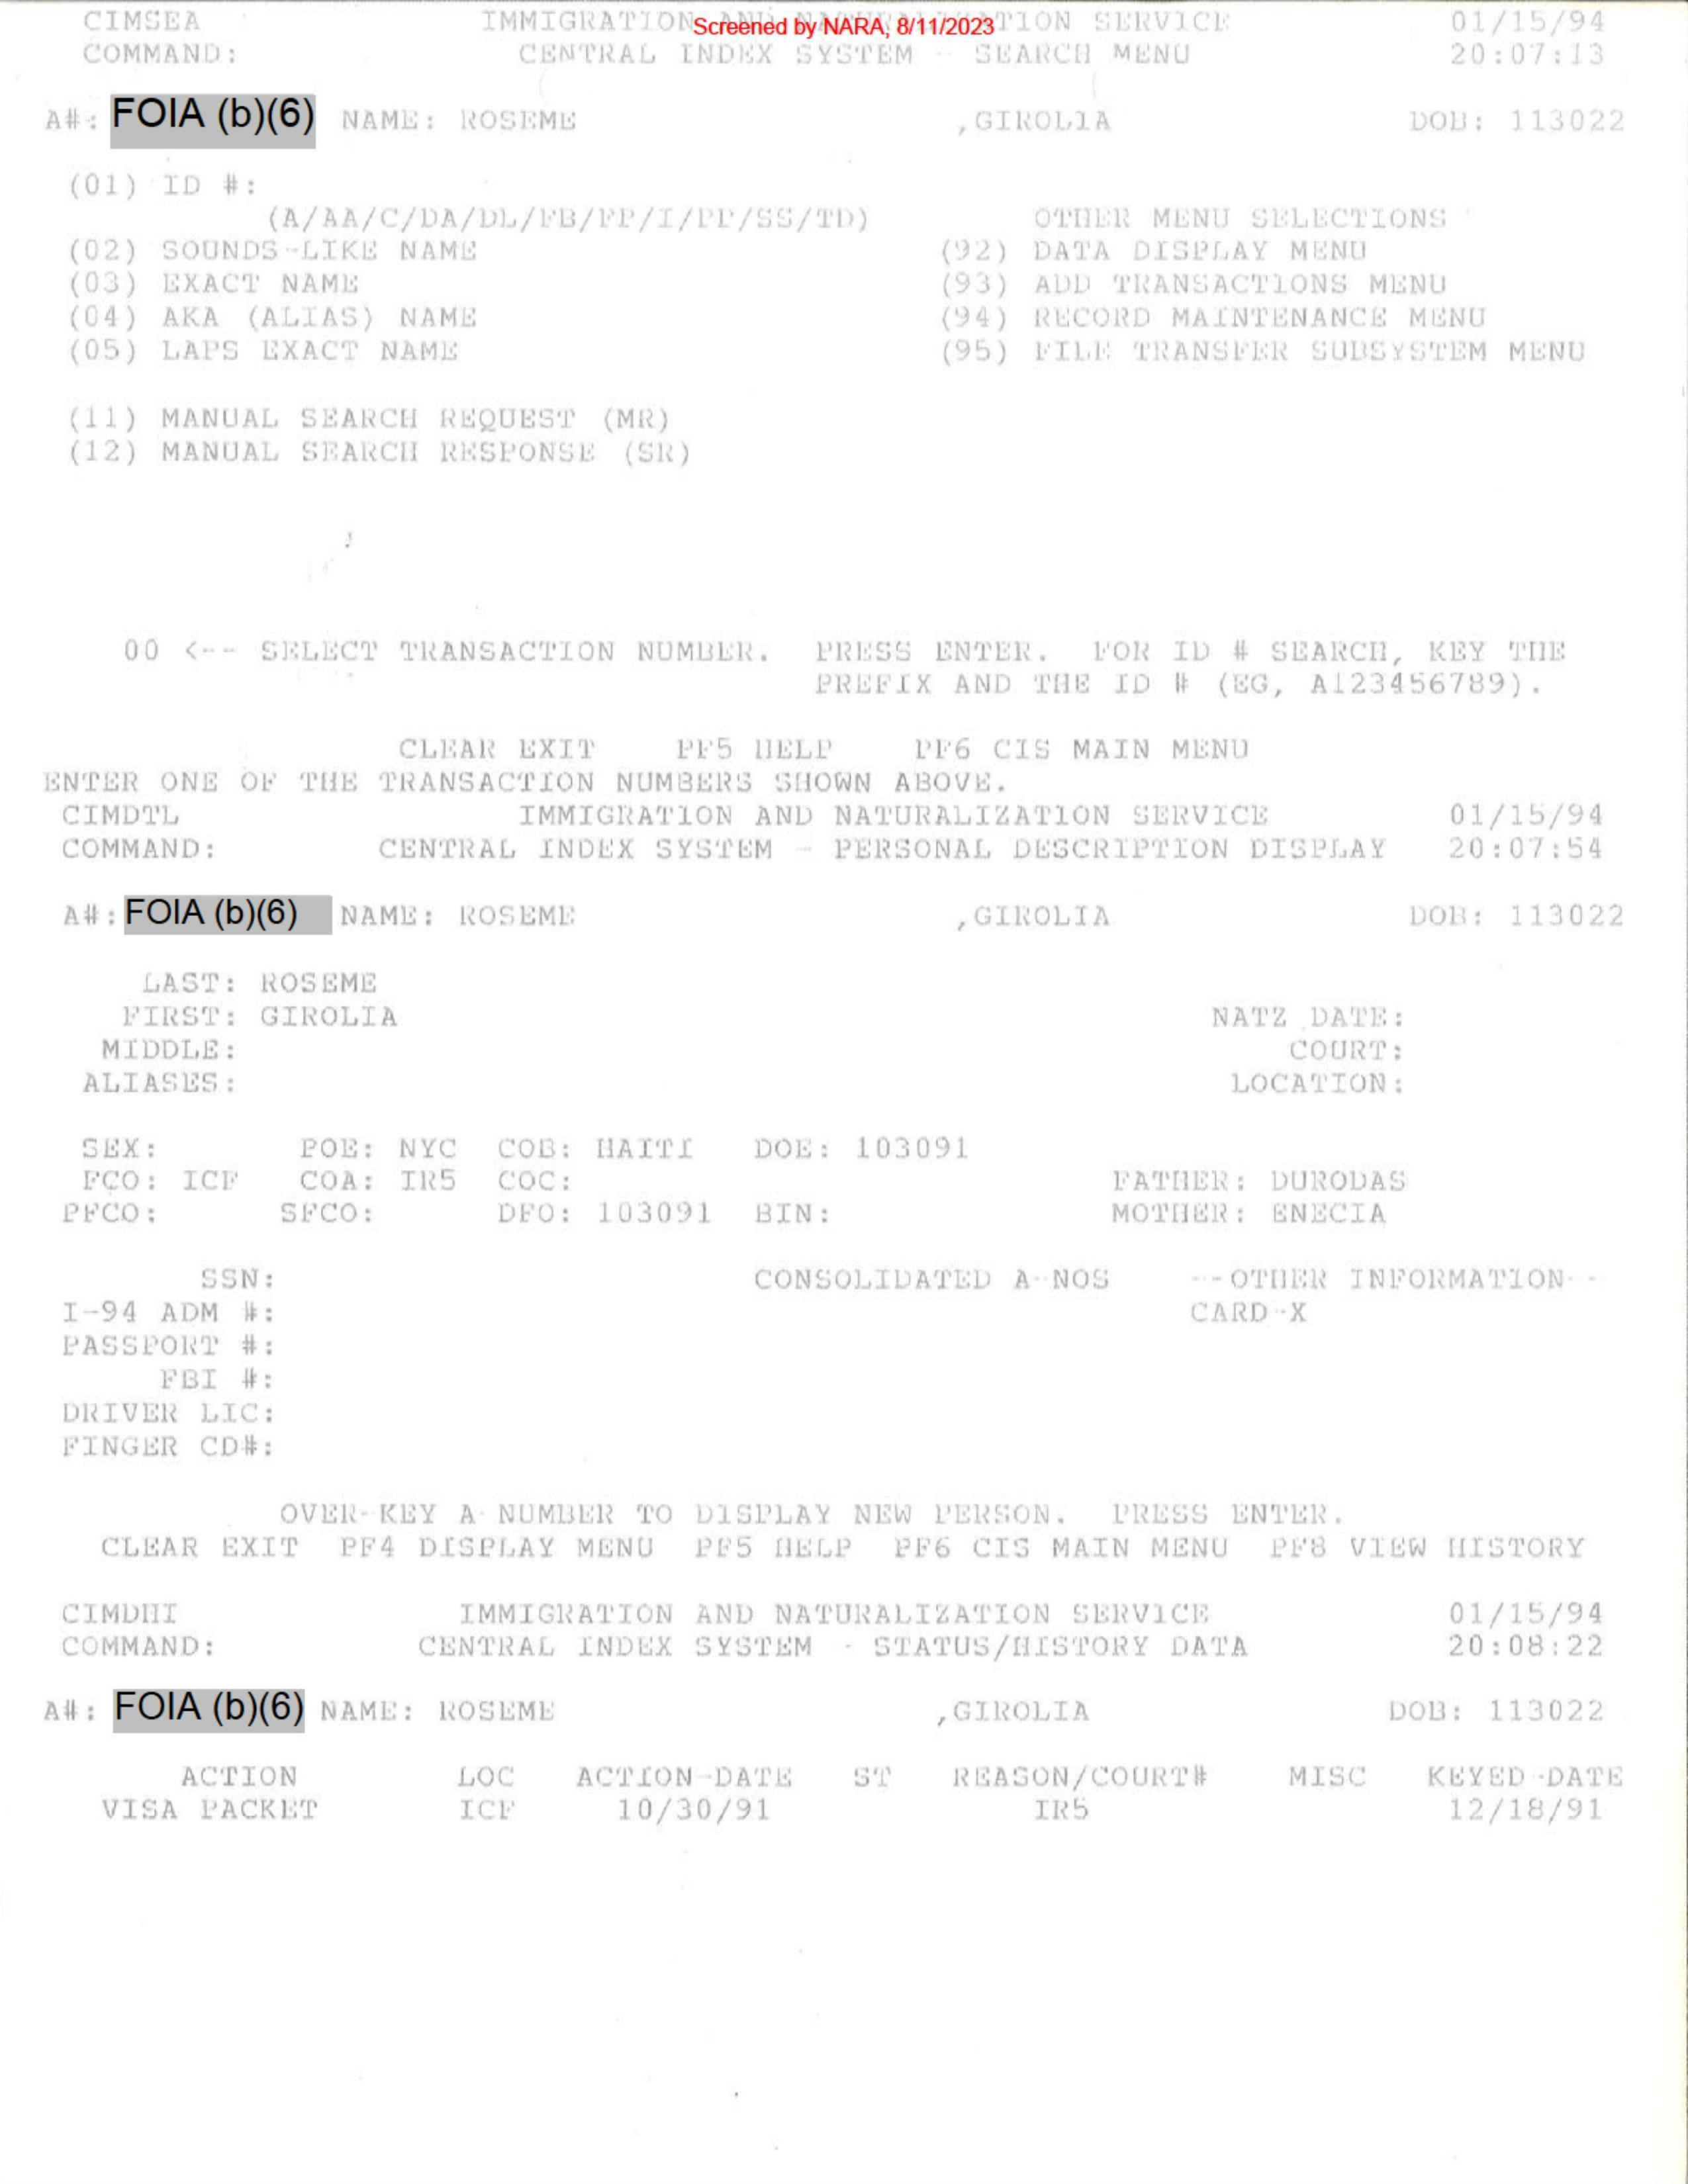 CIMSEA IMMIGRATION AND NATURALIZATION SERVICE 01/15/94
Screened by NARA, 8/11/2023
COMMAND: CENTRAL INDEX SYSTEM - SEARCH MENU 20:07:13
A#: FOIA (b)(6) NAME: ROSEME ,GIROLIA DOB: 113022
(01) ID #:
(A/AA/C/DA/DL/FB/FP/I/PP/SS/TD) OTHER MENU SELECTIONS
(02) SOUNDS-LIKE NAME (92) DATA DISPLAY MENU
(03) EXACT NAME (93) ADD TRANSACTIONS MENU
(04) AKA (ALIAS) NAME (94) RECORD MAINTENANCE MENU
(05) LAPS EXACT NAME (95) FILE TRANSFER SUBSYSTEM MENU
(11) MANUAL SEARCH REQUEST (MR)
(12) MANUAL SEARCH RESPONSE (SR)
00 <-- SELECT TRANSACTION NUMBER. PRESS ENTER. FOR ID # SEARCH, KEY THE
PREFIX AND THE ID # (EG, A123456789).
CLEAR EXIT PF5 HELP PF6 CIS MAIN MENU
ENTER ONE OF THE TRANSACTION NUMBERS SHOWN ABOVE.
CIMDTL IMMIGRATION AND NATURALIZATION SERVICE 01/15/94
COMMAND: CENTRAL INDEX SYSTEM - PERSONAL DESCRIPTION DISPLAY 20:07:54
A#: FOIA (b)(6) NAME: ROSEME ,GIROLIA DOB: 113022
LAST: ROSEME
FIRST: GIROLIA NATZ DATE:
MIDDLE: COURT:
ALIASES: LOCATION:
SEX: POE: NYC COB: HAITI DOE: 103091
FCO: ICF COA: IR5 COC: FATHER: DURODAS
PFCO: SFCO: DFO: 103091 BIN: MOTHER: ENECIA
SSN: CONSOLIDATED A-NOS --OTHER INFORMATION--
I-94 ADM #: CARD-X
PASSPORT #:
FBI #:
DRIVER LIC:
FINGER CD#:
OVER-KEY A-NUMBER TO DISPLAY NEW PERSON. PRESS ENTER.
CLEAR EXIT PF4 DISPLAY MENU PF5 HELP PF6 CIS MAIN MENU PF8 VIEW HISTORY
CIMDHI IMMIGRATION AND NATURALIZATION SERVICE 01/15/94
COMMAND: CENTRAL INDEX SYSTEM - STATUS/HISTORY DATA 20:08:22
A#: FOIA (b)(6) NAME: ROSEME ,GIROLIA DOB: 113022
ACTION LOC ACTION-DATE ST REASON/COURT# MISC KEYED-DATE
VISA PACKET ICF 10/30/91 IR5 12/18/91